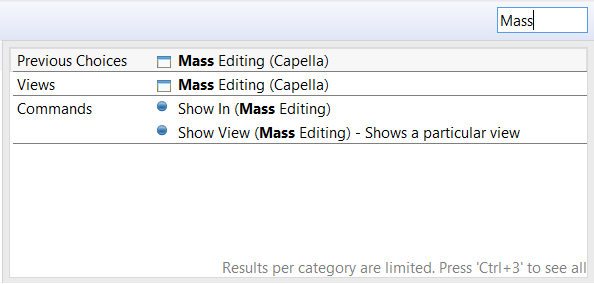 Mass
Previous Choices Mass Editing (Capella)
Views Mass Editing (Capella)
Commands Show In (Mass Editing)
Show View (Mass Editing) - Shows a particular view
Results per category are limited. Press 'Ctrl+3' to see all